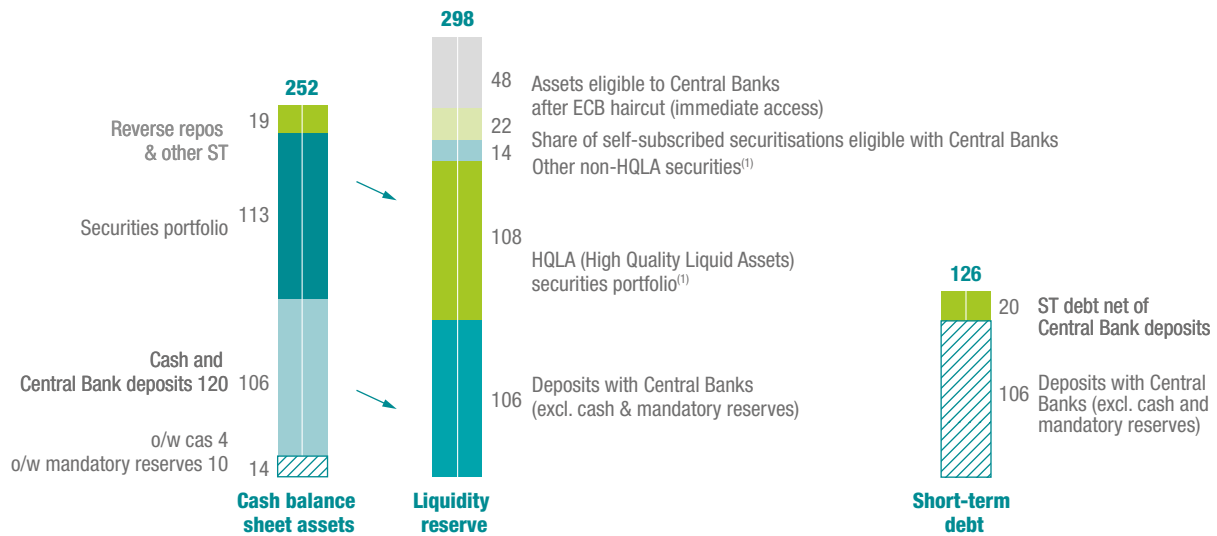 252
19
Reverse repos
& other ST
113
Securities portfolio
Cash and
Central Bank deposits 120
106
o/w cas 4
o/w mandatory reserves 10
14
Cash balance
sheet assets
298
48
Assets eligible to Central Banks
after ECB haircut (immediate access)
22
Share of self-subscribed securitisations eligible with Central Banks
14
Other non-HQLA securities(1)
108
HQLA (High Quality Liquid Assets)
securities portfolio(1)
106
Deposits with Central Banks
(excl. cash & mandatory reserves)
Liquidity
reserve
126
20
ST debt net of
Central Bank deposits
106
Deposits with Central
Banks (excl. cash and
mandatory reserves)
Short-term
debt